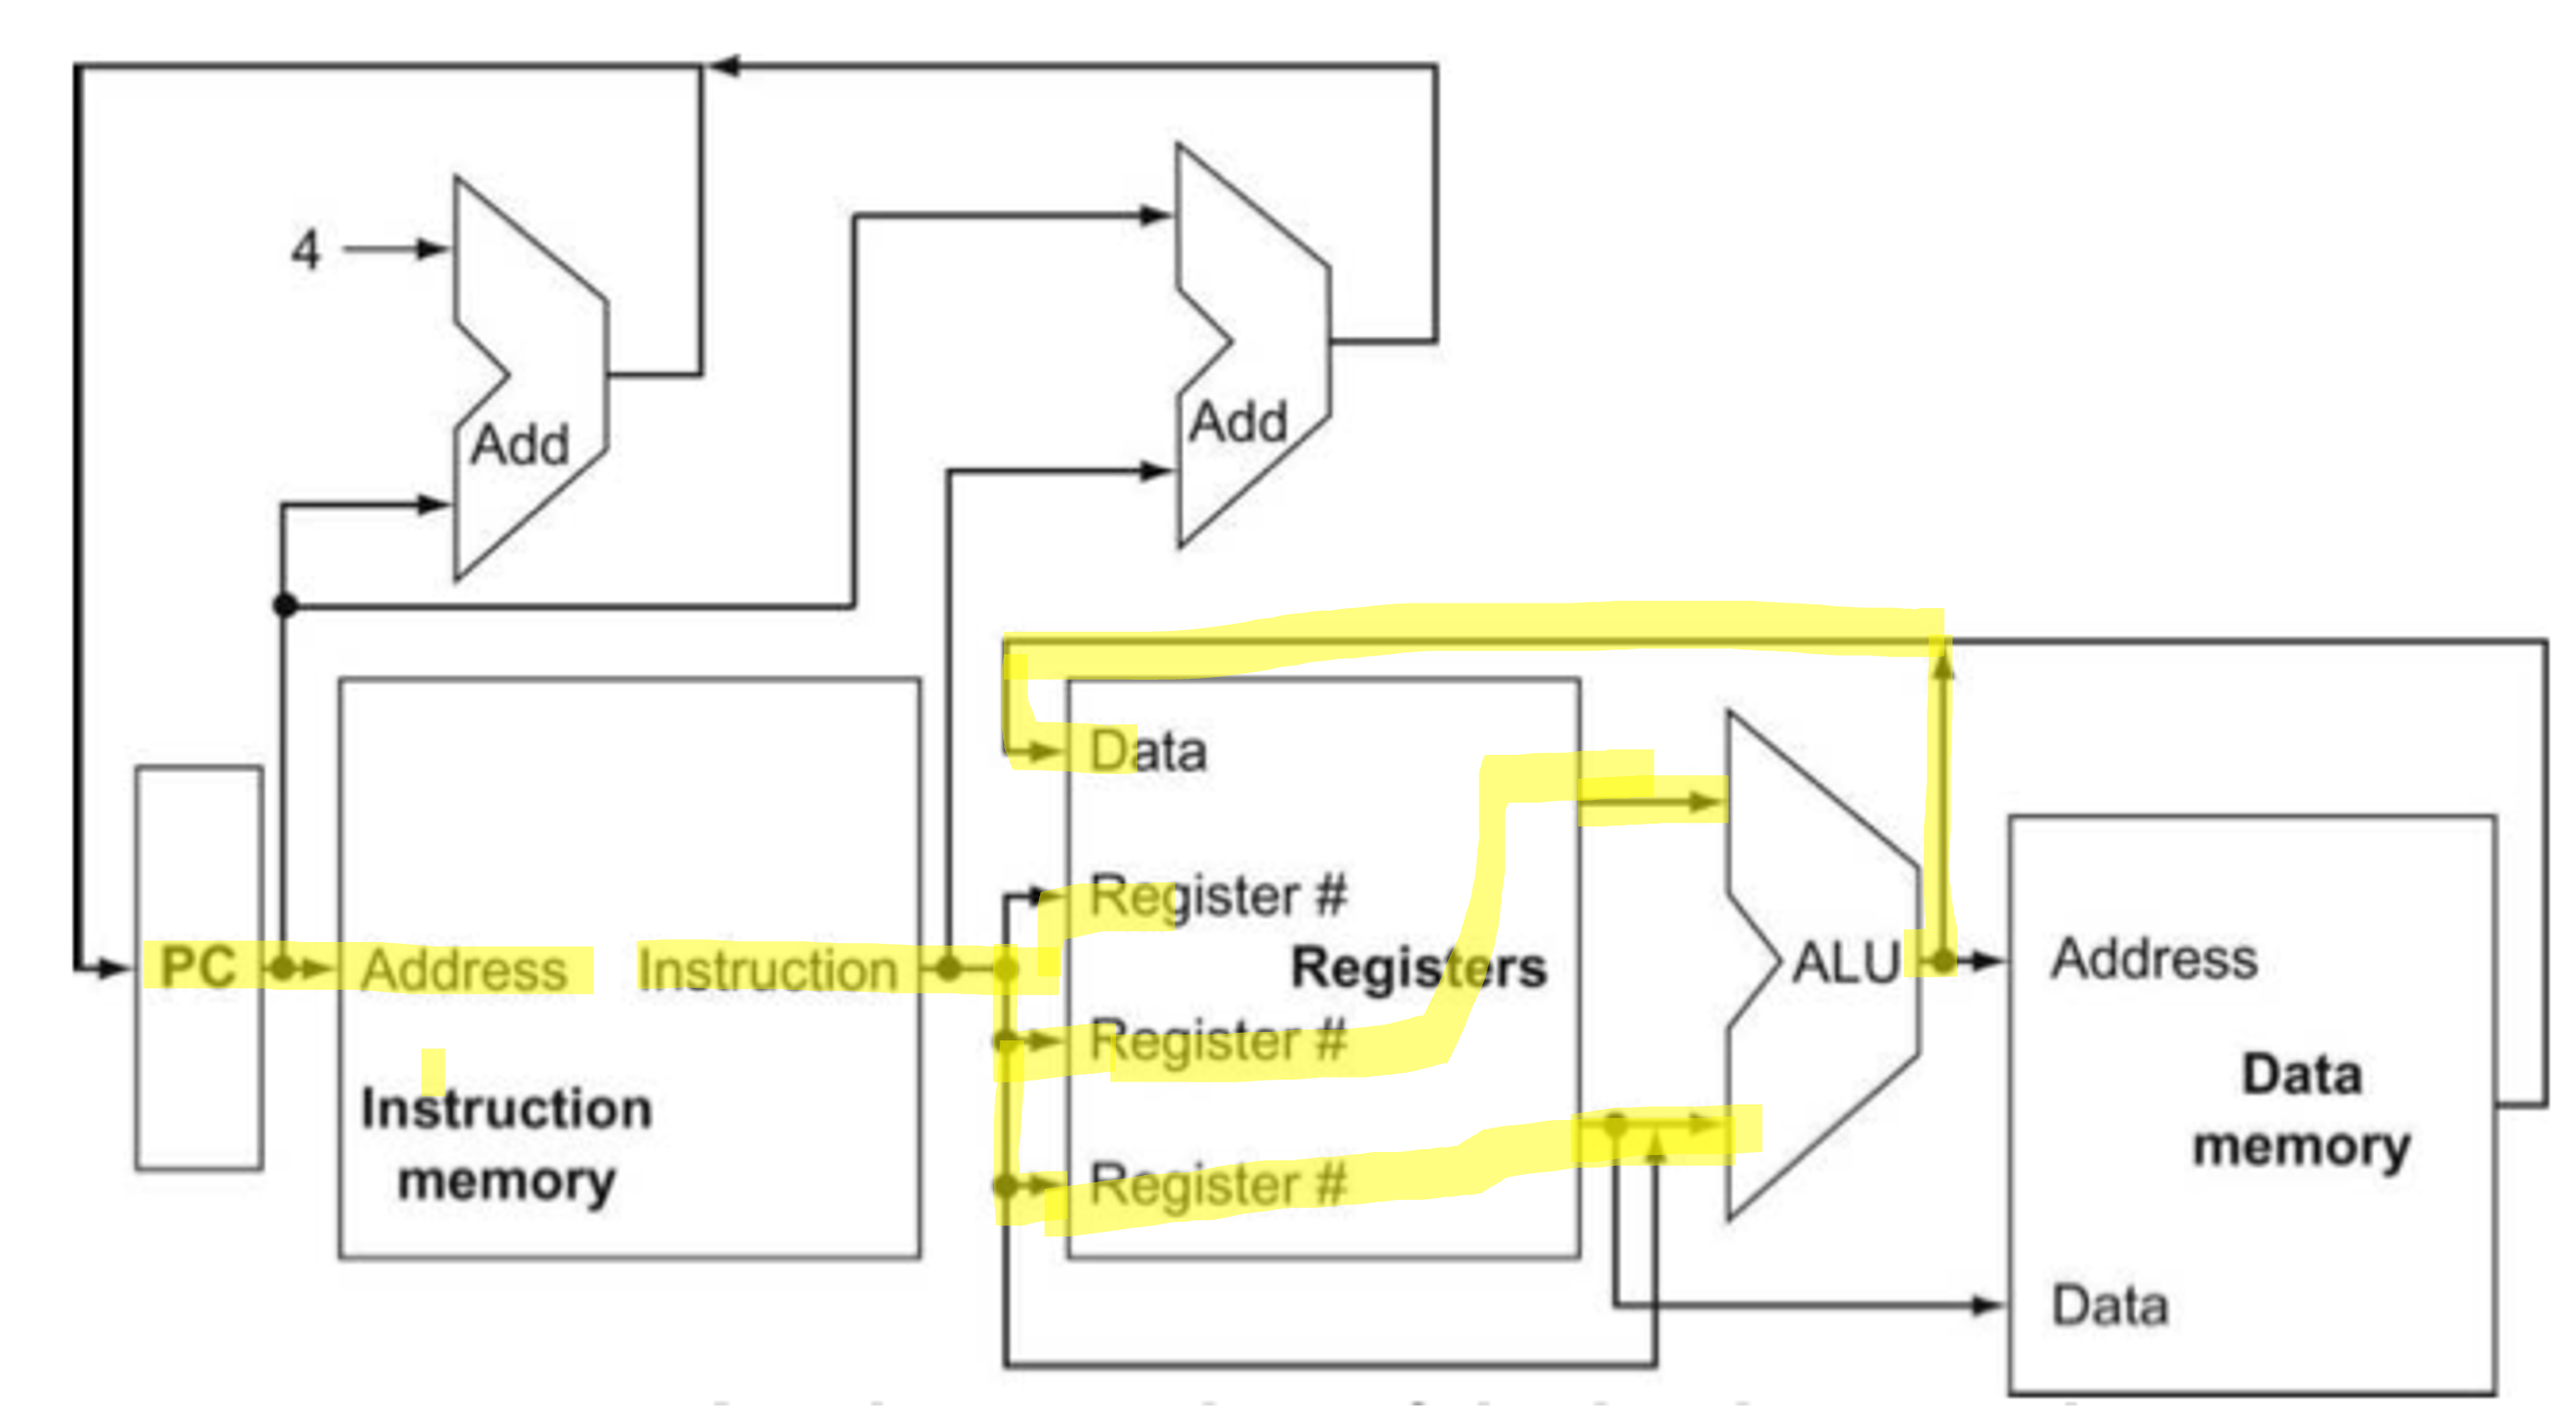 4
Add
Add
Data
Register #
PC
Address
Instruction
Registers
ALU
Address
Register #
Data
memory
Instruction
memory
Register #
Data